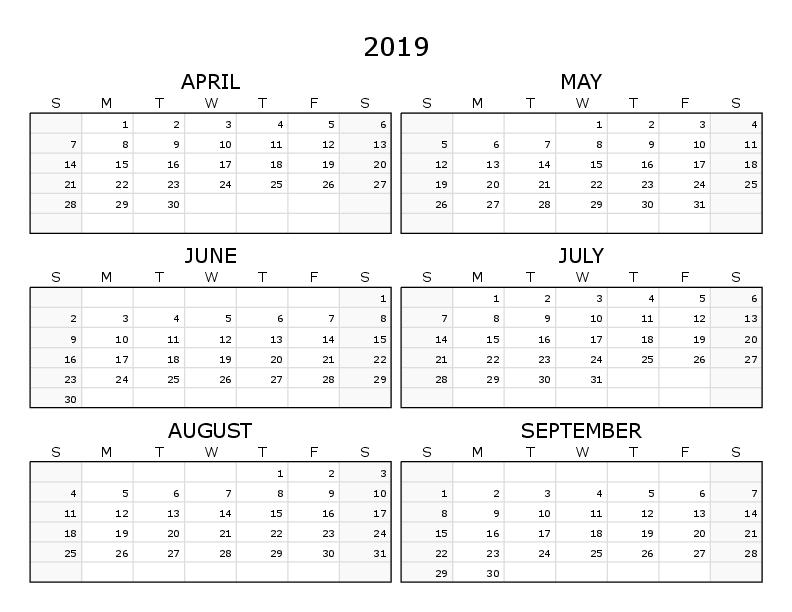 2019
APRIL
S M T W T F S
1 2 3 4 5 6
7 8 9 10 11 12 13
14 15 16 17 18 19 20
21 22 23 24 25 26 27
28 29 30
MAY
S M T W T F S
1 2 3 4
5 6 7 8 9 10 11
12 13 14 15 16 17 18
19 20 21 22 23 24 25
26 27 28 29 30 31
JUNE
S M T W T F S
1
2 3 4 5 6 7 8
9 10 11 12 13 14 15
16 17 18 19 20 21 22
23 24 25 26 27 28 29
30
JULY
S M T W T F S
1 2 3 4 5 6
7 8 9 10 11 12 13
14 15 16 17 18 19 20
21 22 23 24 25 26 27
28 29 30 31
AUGUST
S M T W T F S
1 2 3
4 5 6 7 8 9 10
11 12 13 14 15 16 17
18 19 20 21 22 23 24
25 26 27 28 29 30 31
SEPTEMBER
S M T W T F S
1 2 3 4 5 6 7
8 9 10 11 12 13 14
15 16 17 18 19 20 21
22 23 24 25 26 27 28
29 30